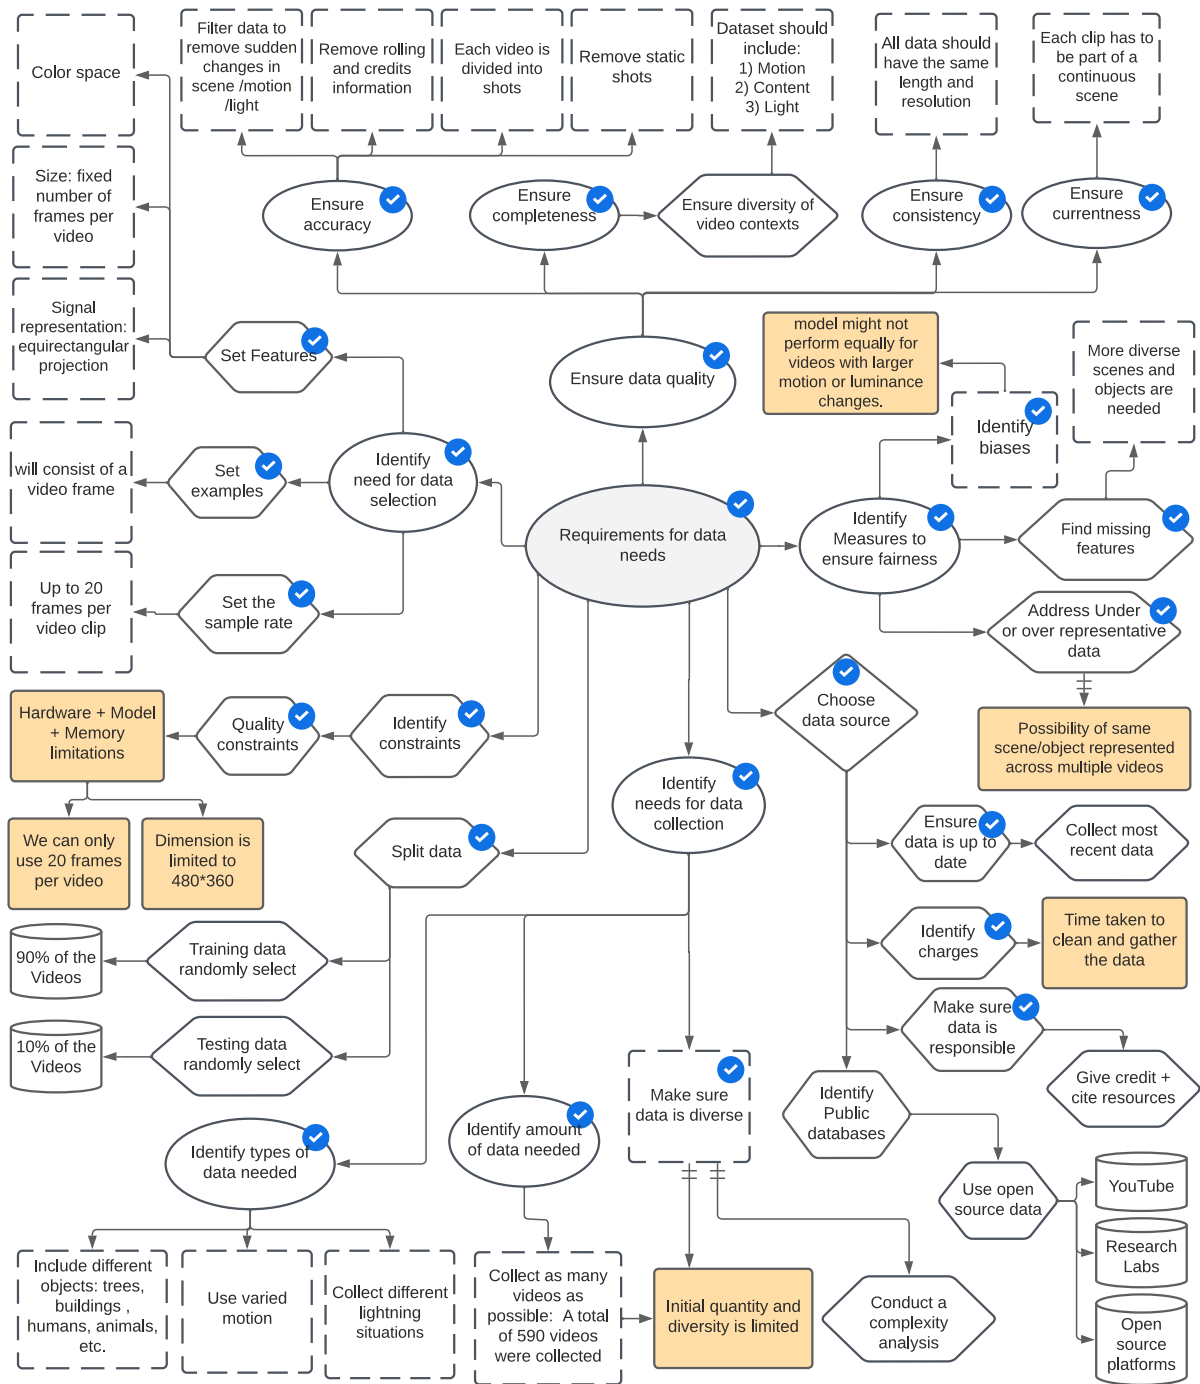 Color space
Filter data to
remove sudden
changes in
scene /motion
/light
Remove rolling
and credits
information
Each video is
divided into
shots
Remove static
shots
Dataset should
include:
1) Motion
2) Content
3) Light
All data should
have the same
length and
resolution
Each clip has to
be part of a
continuous
scene
Size: fixed
number of
frames per
video
Ensure
accuracy
Ensure
completeness
Ensure diversity of
video contexts
Ensure
consistency
Ensure
currentness
Signal
representation:
equirectangular
projection
Set Features
Ensure data quality
model might not
perform equally for
videos with larger
motion or luminance
changes.
More diverse
scenes and
objects are
needed
Identify
biases
will consist of a
video frame
Set
examples
Identify
need for data
selection
Requirements for data
needs
Identify
Measures to
ensure fairness
Find missing
features
Up to 20
frames per
video clip
Set the
sample rate
Address Under
or over representative
data
Choose
data source
Hardware + Model
+ Memory
limitations
Quality
constraints
Identify
constraints
Possibility of same
scene/object represented
across multiple videos
Identify
needs for data
collection
We can only
use 20 frames
per video
Dimension is
limited to
480*360
Split data
Ensure
data is up to
date
Collect most
recent data
90% of the
Videos
Training data
randomly select
Identify
charges
Time taken to
clean and gather
the data
10% of the
Videos
Testing data
randomly select
Make sure
data is
responsible
Give credit +
cite resources
Identify types of
data needed
Identify amount
of data needed
Make sure
data is diverse
Identify
Public
databases
Use open
source data
YouTube
Research
Labs
Open
source
platforms
Include different
objects: trees,
buildings ,
humans, animals,
etc.
Use varied
motion
Collect different
lightning
situations
Collect as many
videos as
possible: A total
of 590 videos
were collected
Initial quantity and
diversity is limited
Conduct a
complexity
analysis